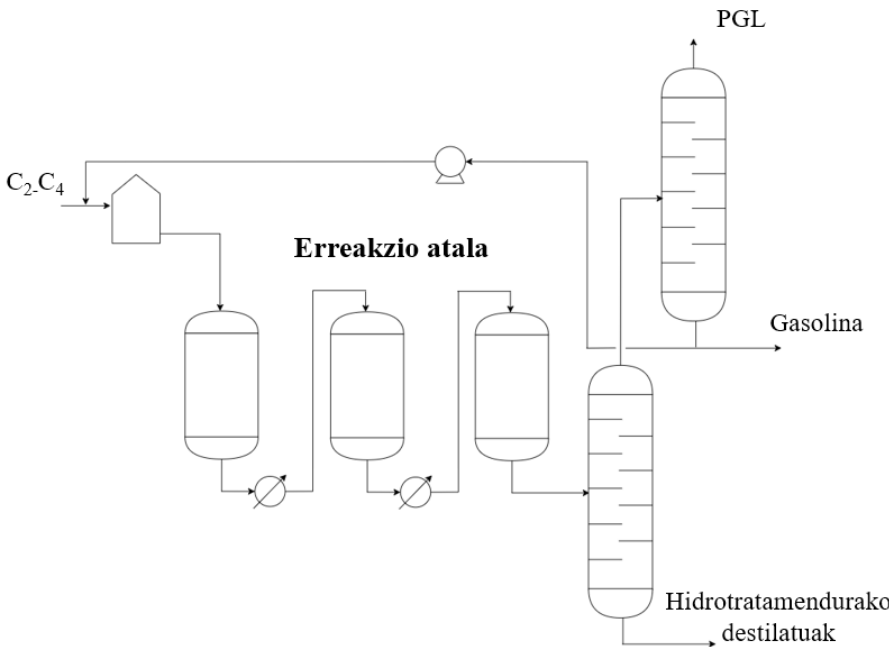 PGL
C₂-C₄
Erreakzio atala
Gasolina
Hidrotratamendurako
destilatuak